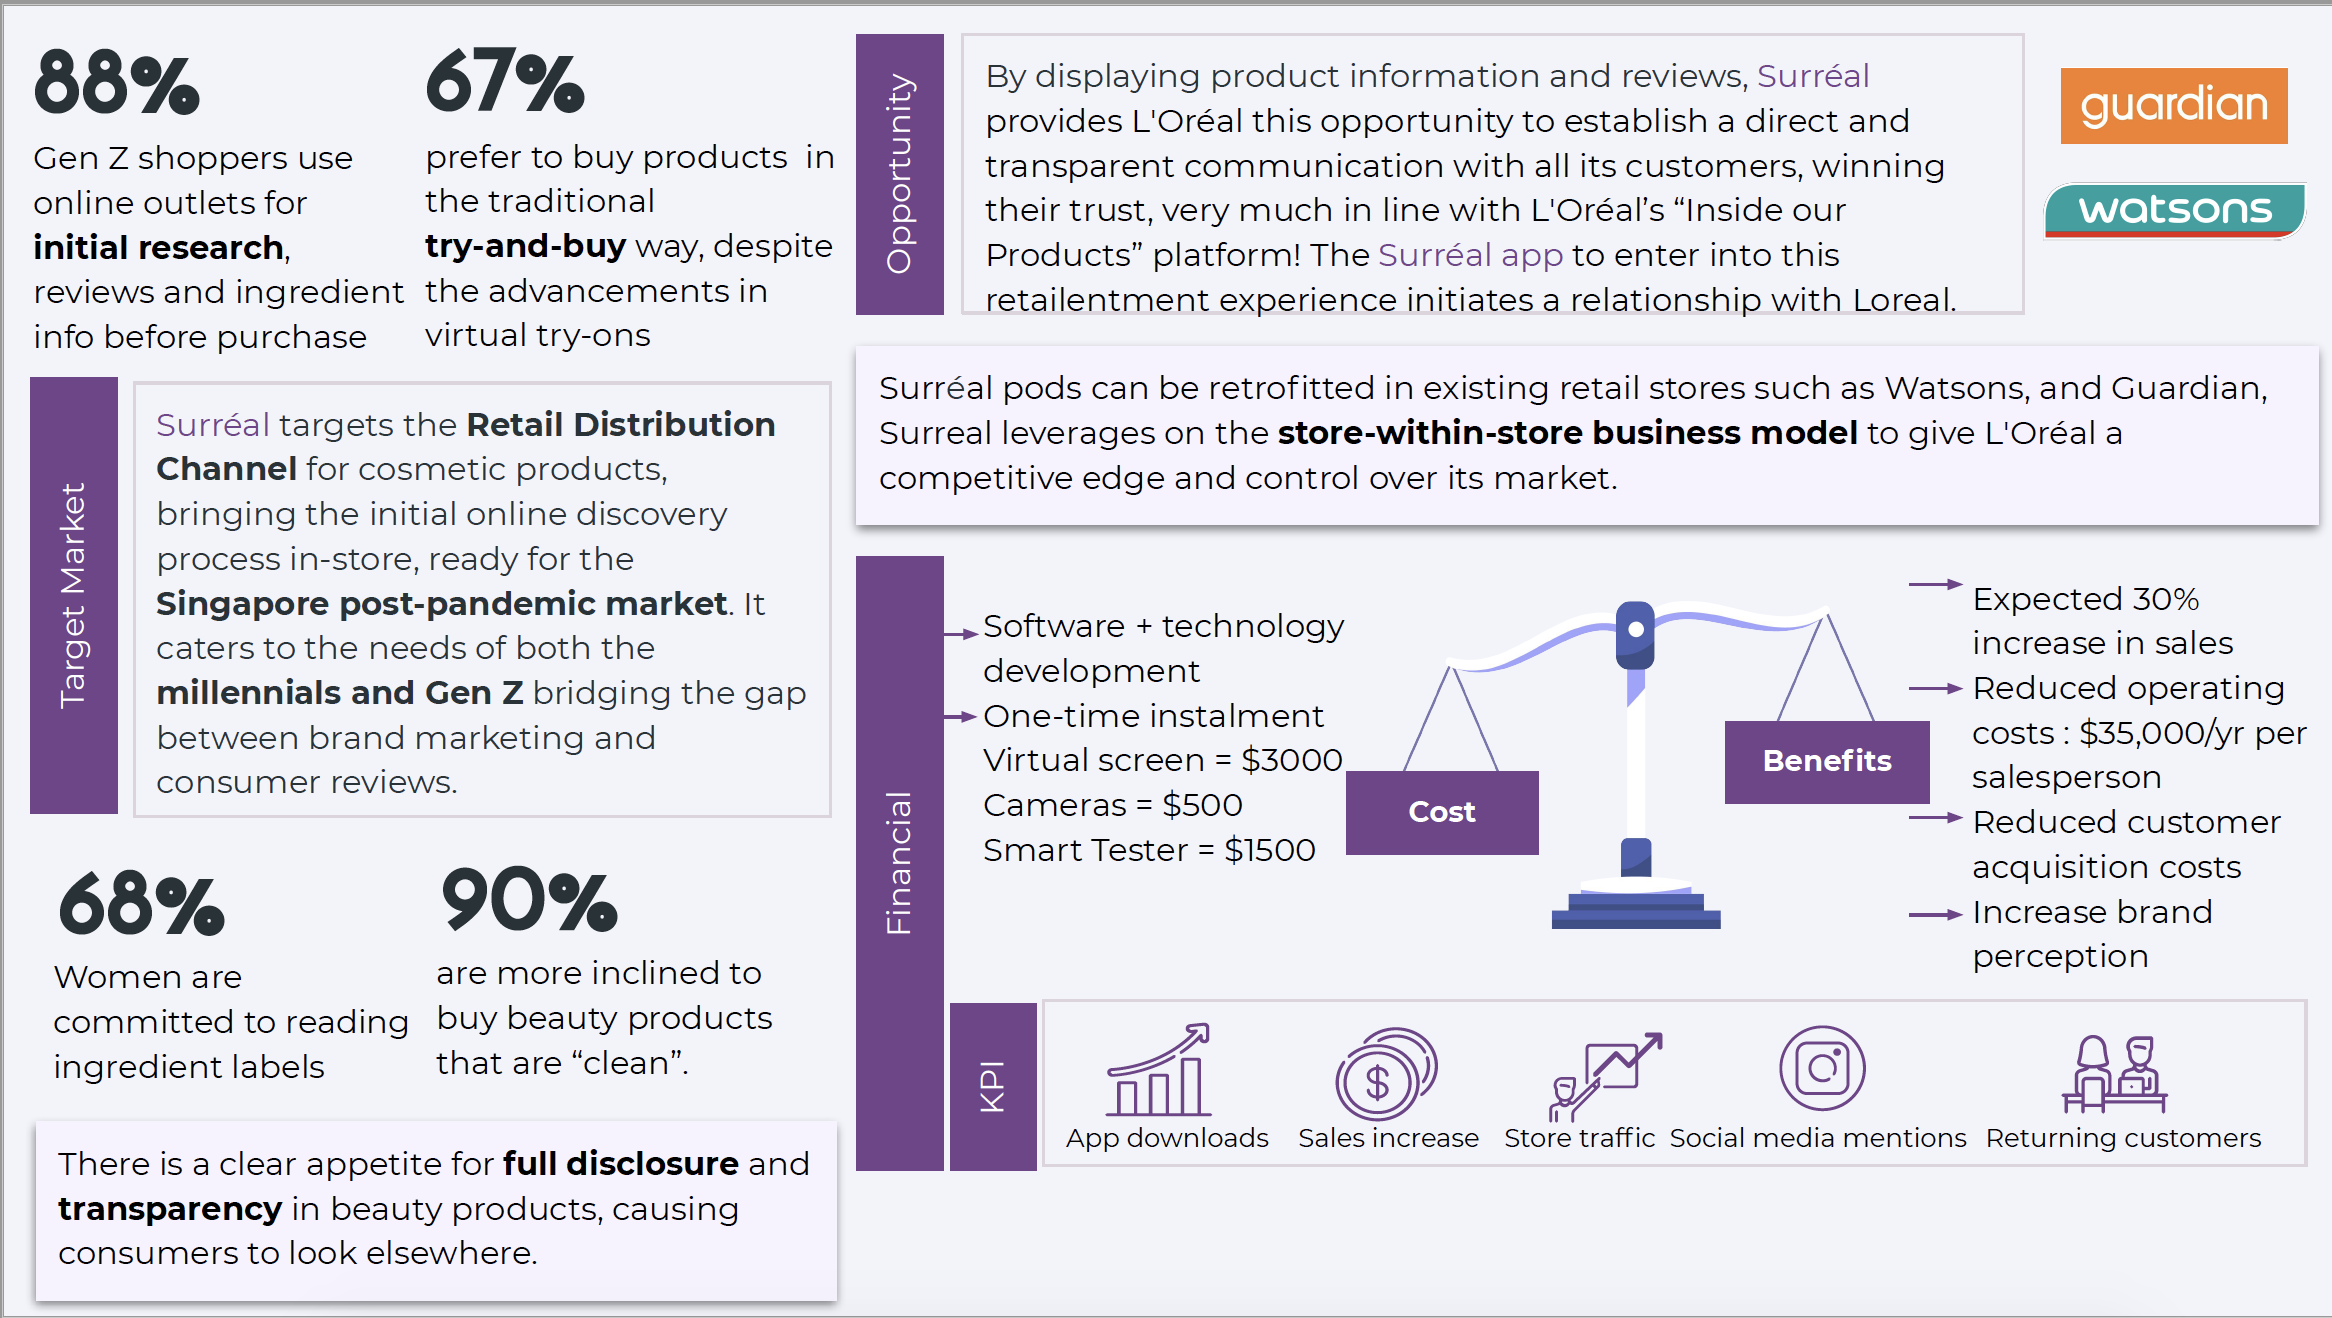 88%
Gen Z shoppers use
online outlets for
initial research,
reviews and ingredient
info before purchase
67%
prefer to buy products in
the traditional
try-and-buy way, despite
the advancements in
virtual try-ons
Target Market
Surréal targets the Retail Distribution
Channel for cosmetic products,
bringing the initial online discovery
process in-store, ready for the
Singapore post-pandemic market. It
caters to the needs of both the
millennials and Gen Z bridging the gap
between brand marketing and
consumer reviews.
68%
Women are
committed to reading
ingredient labels
90%
are more inclined to
buy beauty products
that are “clean”.
There is a clear appetite for full disclosure and
transparency in beauty products, causing
consumers to look elsewhere.
Opportunity
By displaying product information and reviews, Surréal
provides L'Oréal this opportunity to establish a direct and
transparent communication with all its customers, winning
their trust, very much in line with L'Oréal’s “Inside our
Products” platform! The Surréal app to enter into this
retailentment experience initiates a relationship with Loreal.
guardian
watsons
Surréal pods can be retrofitted in existing retail stores such as Watsons, and Guardian,
Surreal leverages on the store-within-store business model to give L'Oréal a
competitive edge and control over its market.
Financial
Software + technology
development
One-time instalment
Virtual screen = $3000
Cameras = $500
Smart Tester = $1500
Cost
Benefits
Expected 30%
increase in sales
Reduced operating
costs : $35,000/yr per
salesperson
Reduced customer
acquisition costs
Increase brand
perception
KPI
App downloads
$
Sales increase
Store traffic
Social media mentions
Returning customers